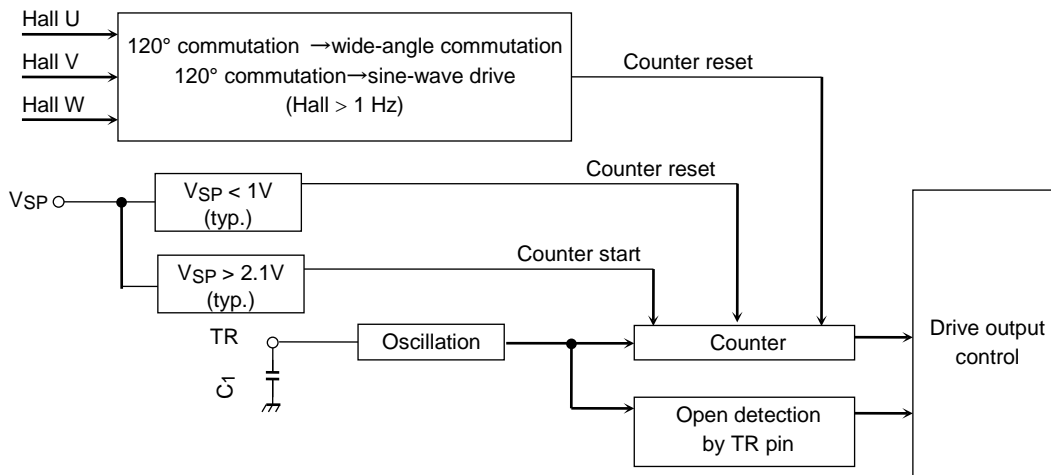 Hall U
Hall V
Hall W
120° commutation →wide-angle commutation
120° commutation→sine-wave drive
(Hall > 1 Hz)
Counter reset
VSP
VSP < 1V
(typ.)
Counter reset
VSP > 2.1V
(typ.)
Counter start
TR
C1
Oscillation
Counter
Open detection
by TR pin
Drive output
control